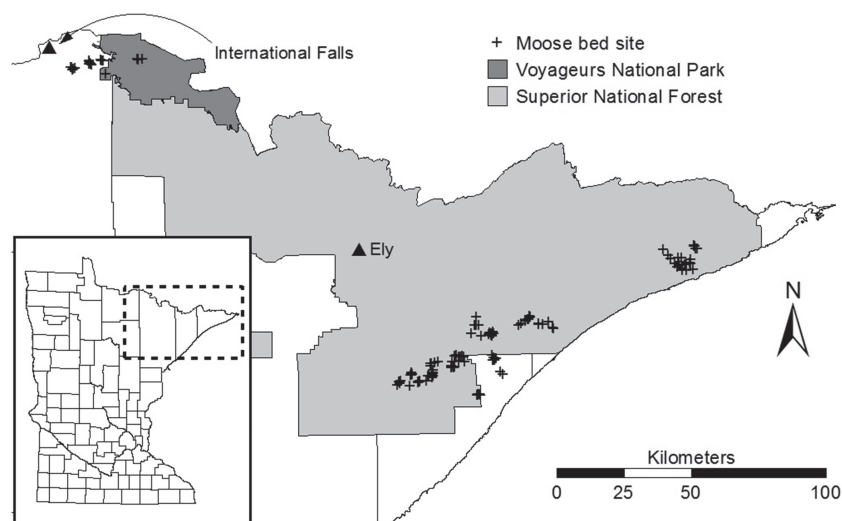 International Falls
Moose bed site
Voyageurs National Park
Superior National Forest
Ely
N
Kilometers
0 25 50 100